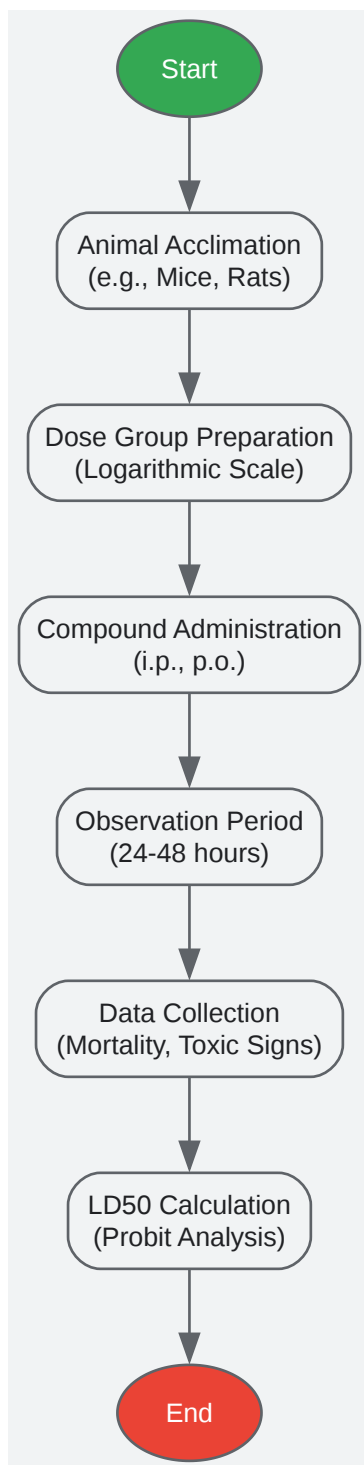 Start
Animal Acclimation
(e.g., Mice, Rats)
Dose Group Preparation
(Logarithmic Scale)
Compound Administration
(i.p., p.o.)
Observation Period
(24-48 hours)
Data Collection
(Mortality, Toxic Signs)
LD50 Calculation
(Probit Analysis)
End